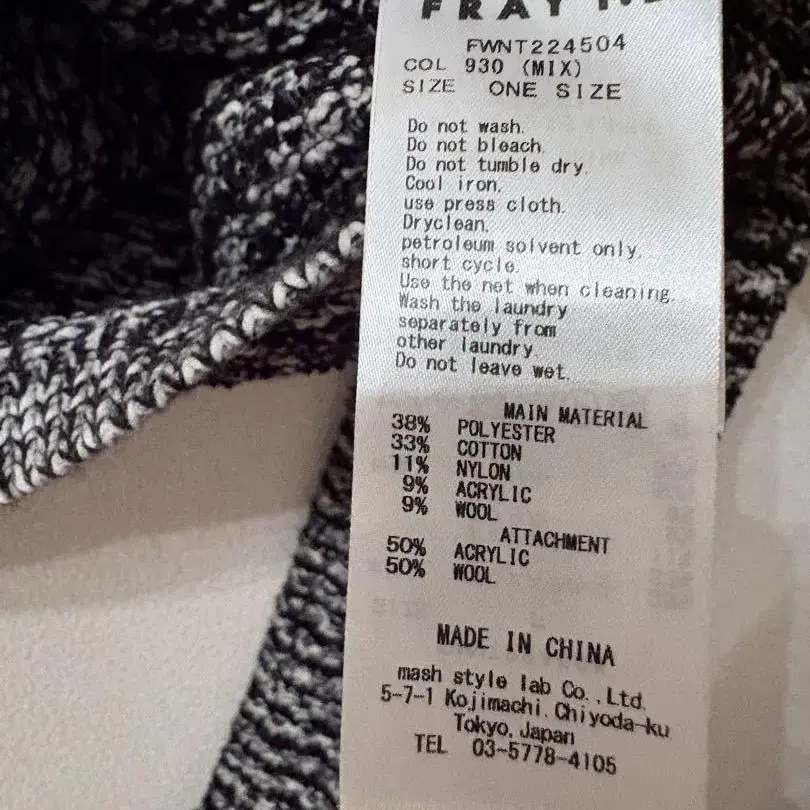 FRAY I.D
FWNT224504
COL 930 (MIX)
SIZE ONE SIZE
Do not wash.
Do not bleach.
Do not tumble dry.
Cool iron.
use press cloth.
Dryclean.
petroleum solvent only.
short cycle.
Use the net when cleaning.
Wash the laundry
separately from
other laundry.
Do not leave wet.
MAIN MATERIAL
38% POLYESTER
33% COTTON
11% NYLON
9% ACRYLIC
9% WOOL
ATTACHMENT
50% ACRYLIC
50% WOOL
MADE IN CHINA
mash style lab Co.,Ltd.
5-7-1 Kojimachi. Chiyoda-ku
Tokyo, Japan
TEL 03-5778-4105